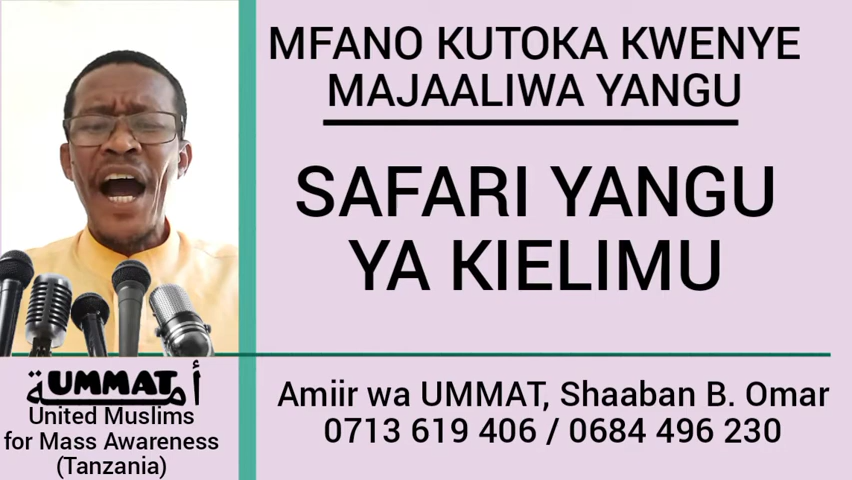 MFANO KUTOKA KWENYE
MAJAALIWA YANGU
SAFARI YANGU
YA KIELIMU
أمة UMMAT
United Muslims
for Mass Awareness
(Tanzania)
Amiir wa UMMAT, Shaaban B. Omar
0713 619 406 / 0684 496 230